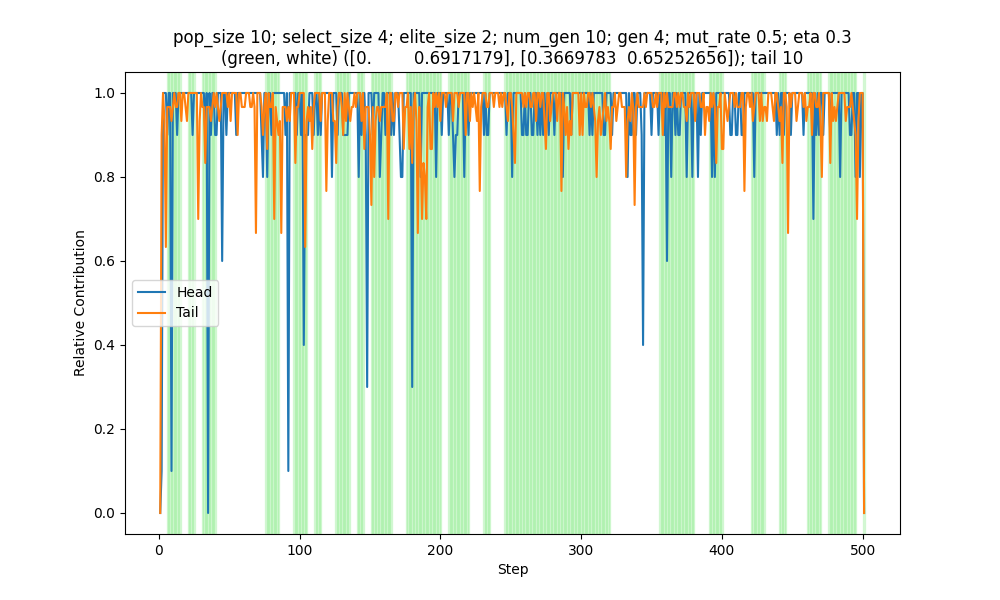 pop_size 10; select_size 4; elite_size 2; num_gen 10; gen 4; mut_rate 0.5; eta 0.3
(green, white) ([0. 0.6917179], [0.3669783 0.65252656]); tail 10
1.0
0.8
0.6
0.4
0.2
0.0
Relative Contribution
Head
Tail
0 100 200 300 400 500
Step